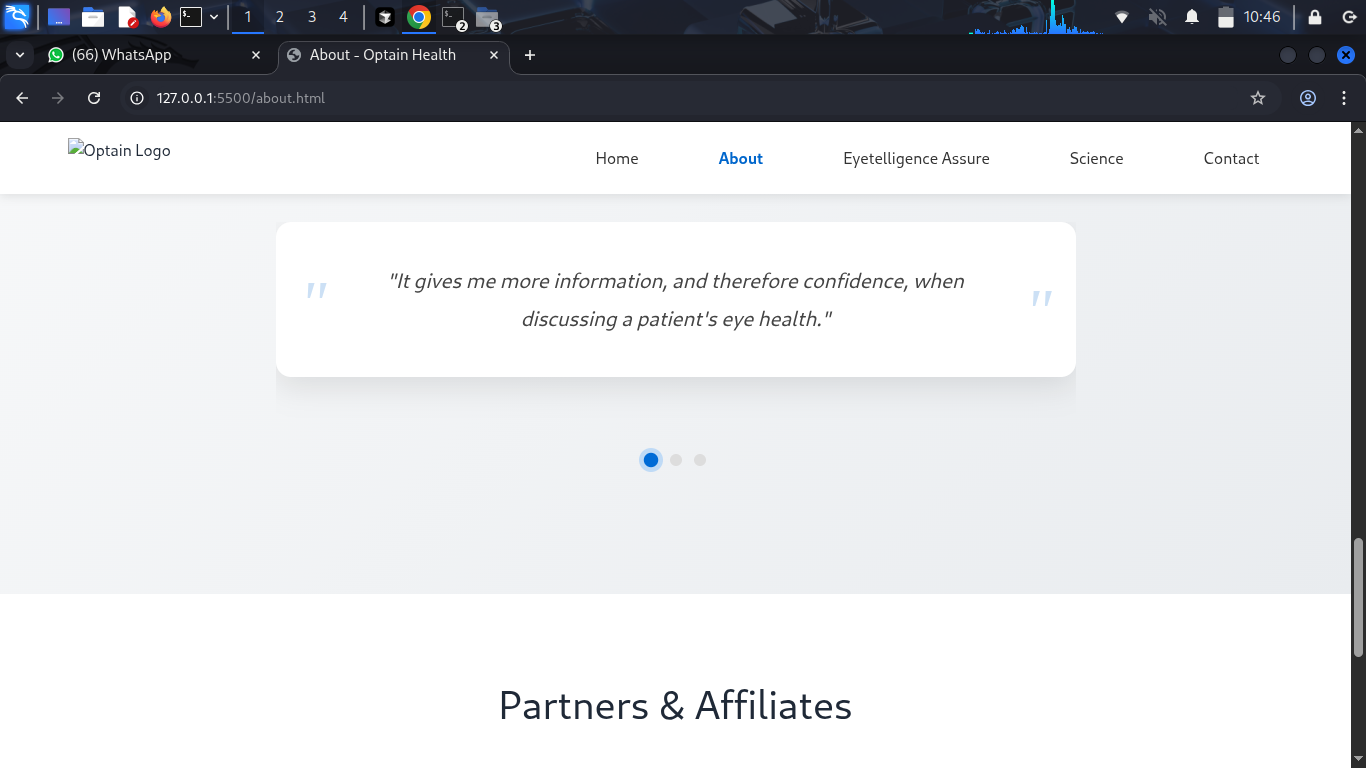 1 2 3 4 2 3 10:46
(66) WhatsApp
About - Optain Health
127.0.0.1:5500/about.html
Optain Logo
Home
About
Eyetelligence Assure
Science
Contact
"
"It gives me more information, and therefore confidence, when
discussing a patient's eye health."
"
Partners & Affiliates